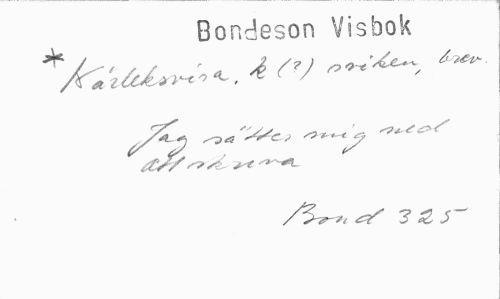 Bondeson Visbok
* Kärleksvisa, k (?) sviken, brev.
Jag sätter mig ned
att skriva
Bond 325